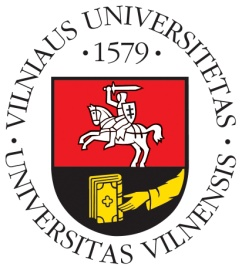 · VILNIAUS UNIVERSITETAS ·
· 1579 ·
UNIVERSITAS VILNENSIS